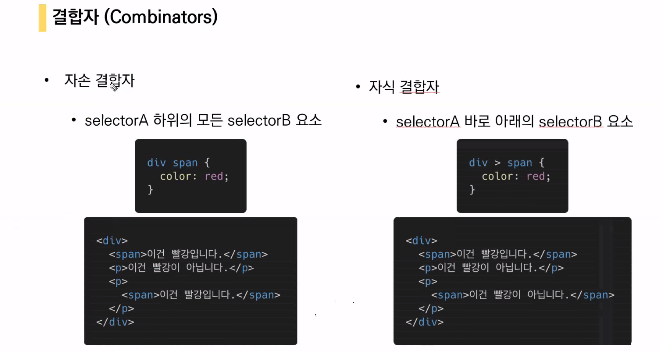 결합자 (Combinators)
• 자손 결합자
• selectorA 하위의 모든 selectorB 요소
div span {
  color: red;
}
<div>
  <span>이건 빨강입니다.</span>
  <p>이건 빨강이 아닙니다.</p>
  <p>
    <span>이건 빨강입니다.</span>
  </p>
</div>
• 자식 결합자
• selectorA 바로 아래의 selectorB 요소
div > span {
  color: red;
}
<div>
  <span>이건 빨강입니다.</span>
  <p>이건 빨강이 아닙니다.</p>
  <p>
    <span>이건 빨강이 아닙니다.</span>
  </p>
</div>